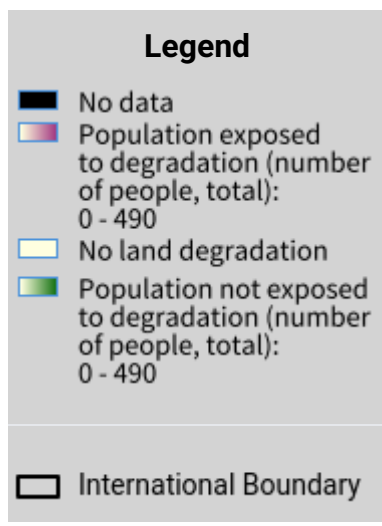 Legend
No data
Population exposed
to degradation (number
of people, total):
0 - 490
No land degradation
Population not exposed
to degradation (number
of people, total):
0 - 490
International Boundary